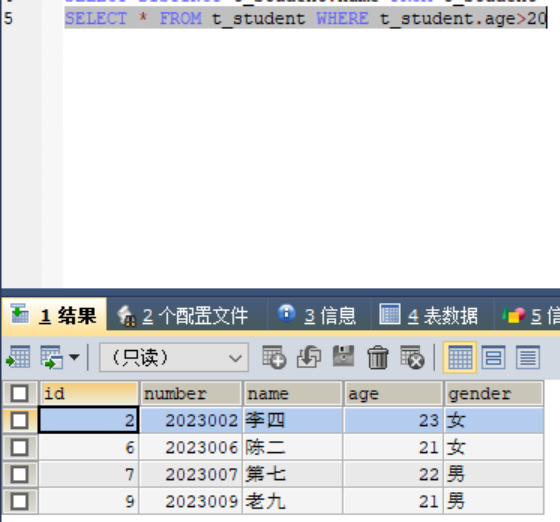 5 SELECT * FROM t_student WHERE t_student.age>20
1 结果 2 个配置文件 3 信息 4 表数据 5 信
（只读）
id number name age gender
2 2023002 李四 23 女
6 2023006 陈二 21 女
7 2023007 第七 22 男
9 2023009 老九 21 男